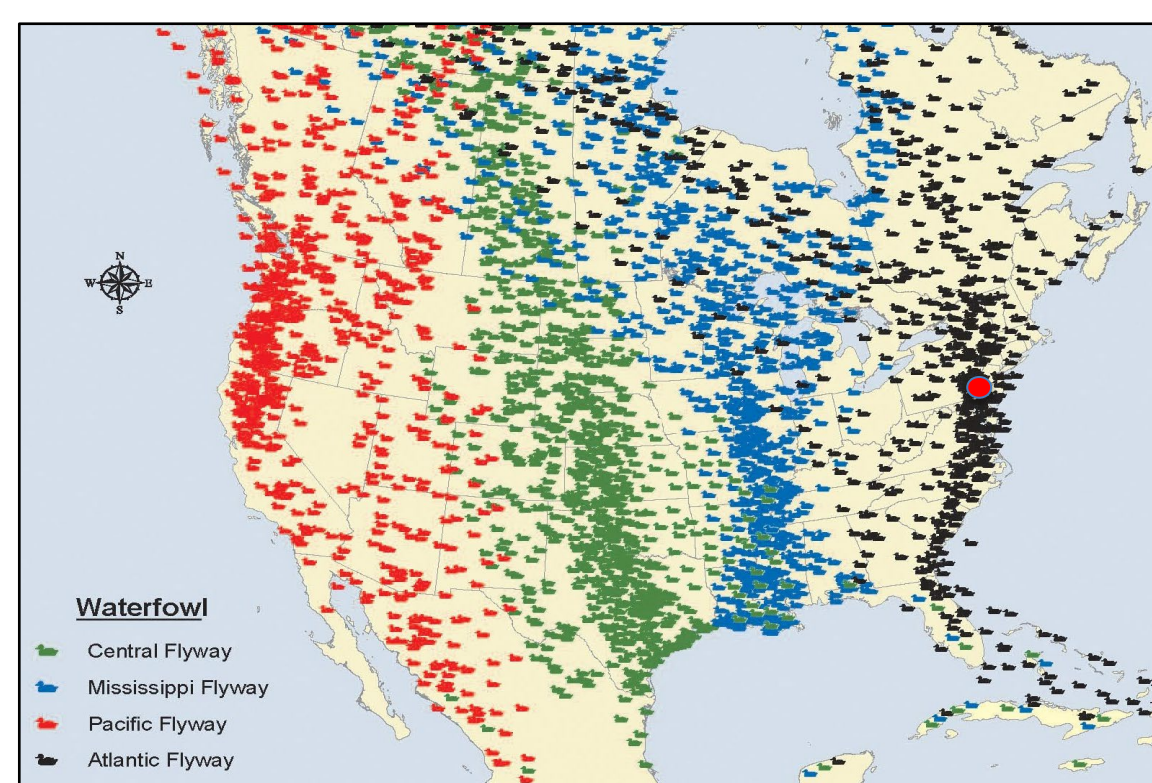 N
W E
S
Waterfowl
Central Flyway
Mississippi Flyway
Pacific Flyway
Atlantic Flyway